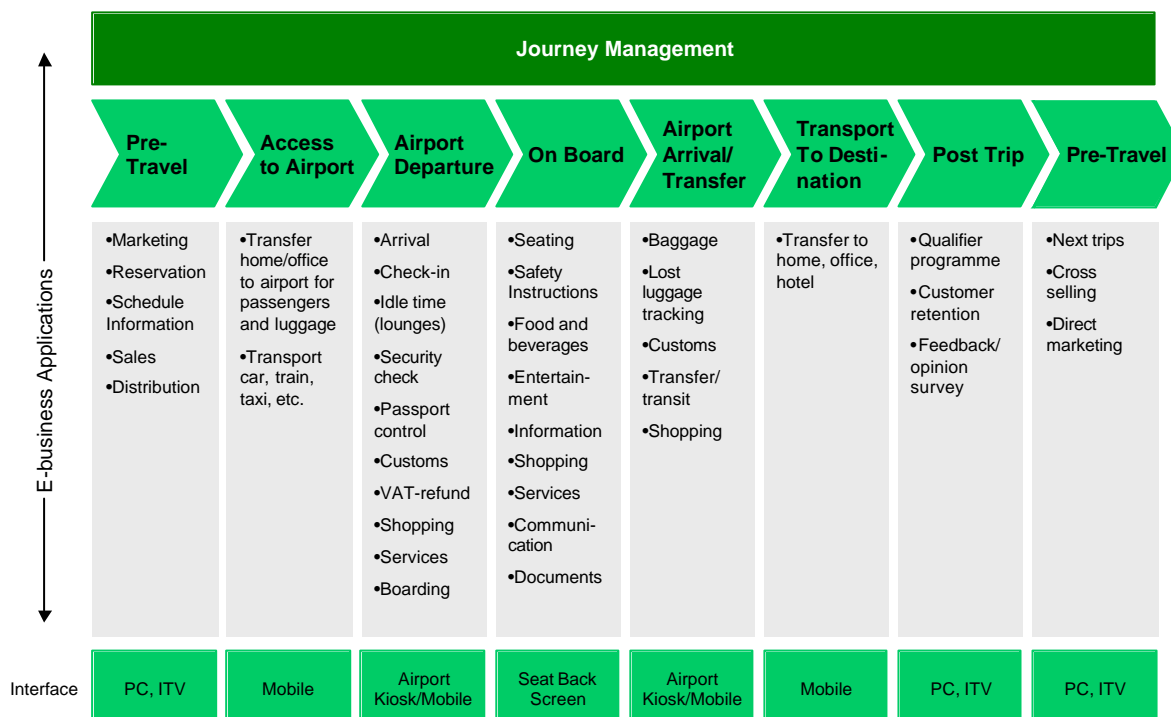 Journey Management
Pre-
Travel
Access
to Airport
Airport
Departure
On Board
Airport
Arrival/
Transfer
Transport
To Desti-
nation
Post Trip
Pre-Travel
E-business Applications
•Marketing
•Reservation
•Schedule
Information
•Sales
•Distribution
•Transfer
home/office
to airport for
passengers
and luggage
•Transport
car, train,
taxi, etc.
•Arrival
•Check-in
•Idle time
(lounges)
•Security
check
•Passport
control
•Customs
•VAT-refund
•Shopping
•Services
•Boarding
•Seating
•Safety
Instructions
•Food and
beverages
•Entertain-
ment
•Information
•Shopping
•Services
•Communi-
cation
•Documents
•Baggage
•Lost
luggage
tracking
•Customs
•Transfer/
transit
•Shopping
•Transfer to
home, office,
hotel
•Qualifier
programme
•Customer
retention
•Feedback/
opinion
survey
•Next trips
•Cross
selling
•Direct
marketing
Interface
PC, ITV
Mobile
Airport
Kiosk/Mobile
Seat Back
Screen
Airport
Kiosk/Mobile
Mobile
PC, ITV
PC, ITV